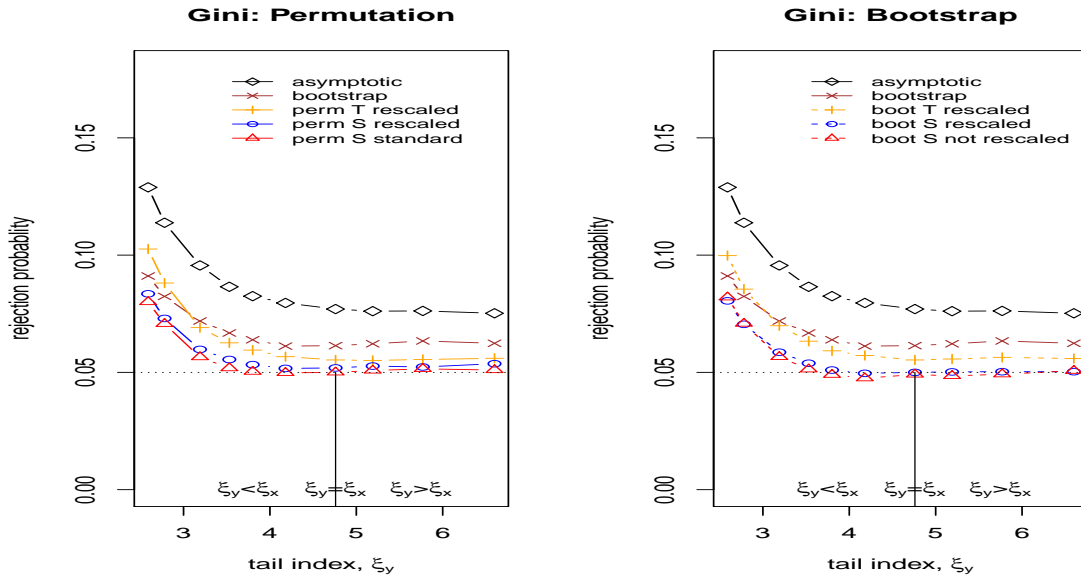 Gini: Permutation
asymptotic
bootstrap
perm T rescaled
perm S rescaled
perm S standard
rejection probablity
0.00
0.05
0.10
0.15
ξy<ξx
ξy=ξx
ξy>ξx
3
4
5
6
tail index, ξy
Gini: Bootstrap
asymptotic
bootstrap
boot T rescaled
boot S rescaled
boot S not rescaled
rejection probablity
0.00
0.05
0.10
0.15
ξy<ξx
ξy=ξx
ξy>ξx
3
4
5
6
tail index, ξy